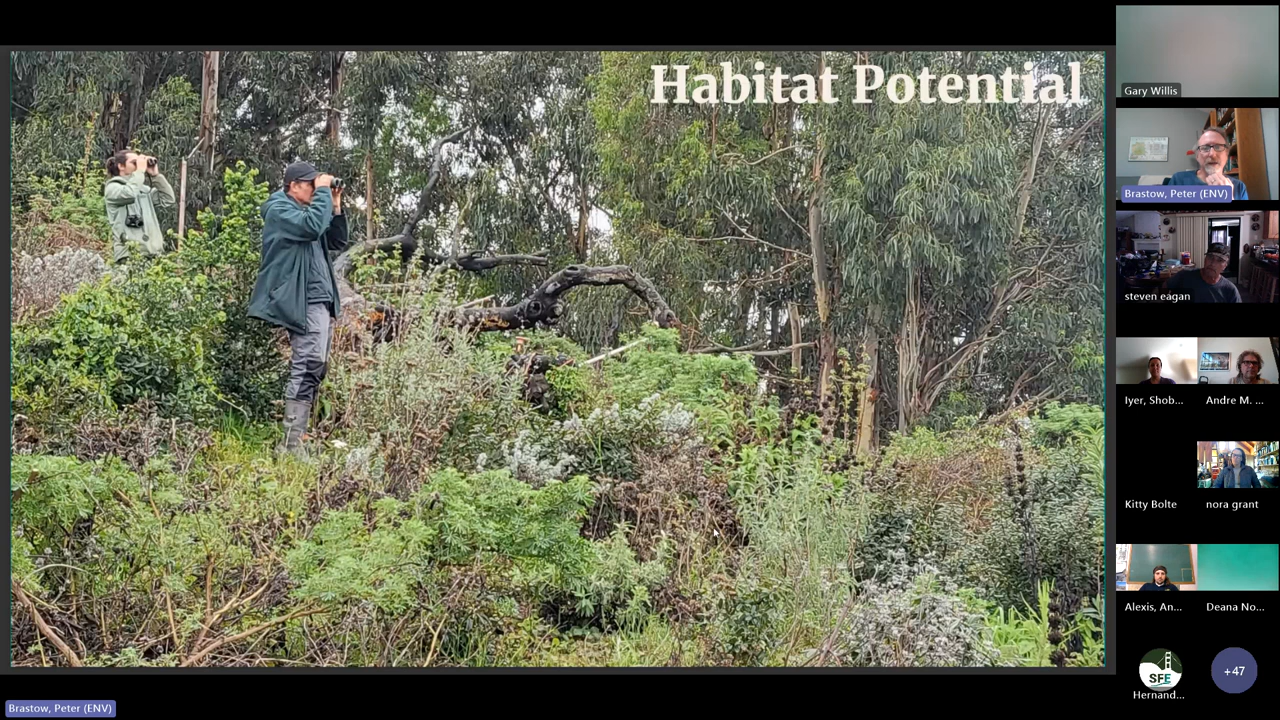 Habitat Potential
Gary Willis
Brastow, Peter (ENV)
steven eagan
Iyer, Shob...
Andre M. ...
Kitty Bolte
nora grant
Alexis, An...
Deana No...
SFE
Hernand...
+47
Brastow, Peter (ENV)